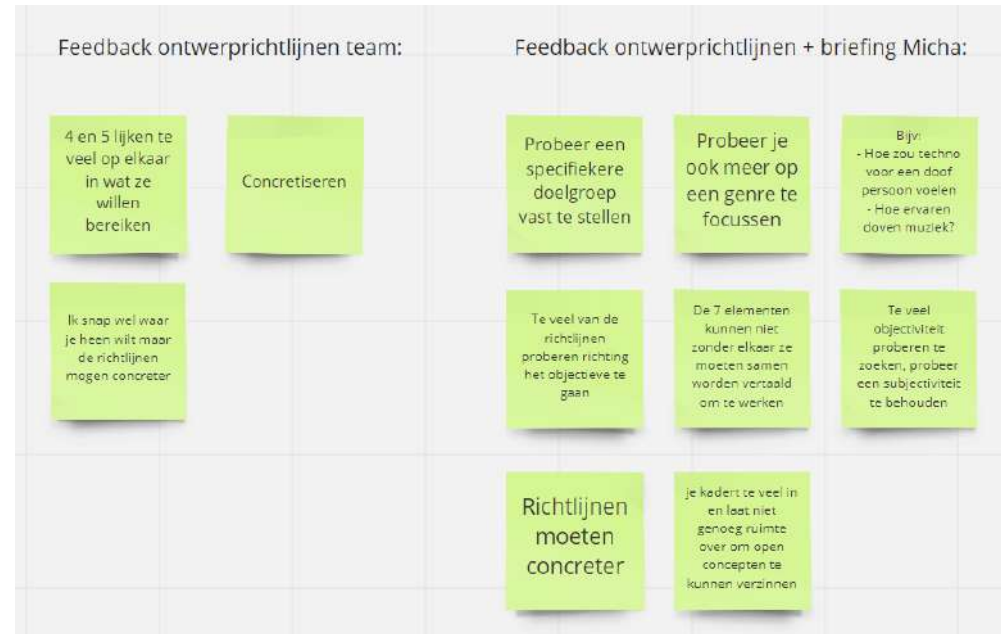 Feedback ontwerprichtlijnen team:
4 en 5 lijken te
veel op elkaar
in wat ze
willen
bereiken
Concretiseren
Ik snap wel waar
je heen wilt maar
de richtlijnen
mogen concreter
Feedback ontwerprichtlijnen + briefing Micha:
Probeer een
specifiekere
doelgroep
vast te stellen
Probeer je
ook meer op
een genre te
focussen
Bijv:
- Hoe zou techno
voor een doof
persoon voelen
- Hoe ervaren
doven muziek?
Te veel van de
richtlijnen
proberen richting
het objectieve te
gaan
De 7 elementen
kunnen niet
zonder elkaar ze
moeten samen
worden vertaald
om te werken
Te veel
objectiviteit
proberen te
zoeken, probeer
een subjectiviteit
te behouden
Richtlijnen
moeten
concreter
je kadert te veel in
en laat niet
genoeg ruimte
over om open
concepten te
kunnen verzinnen